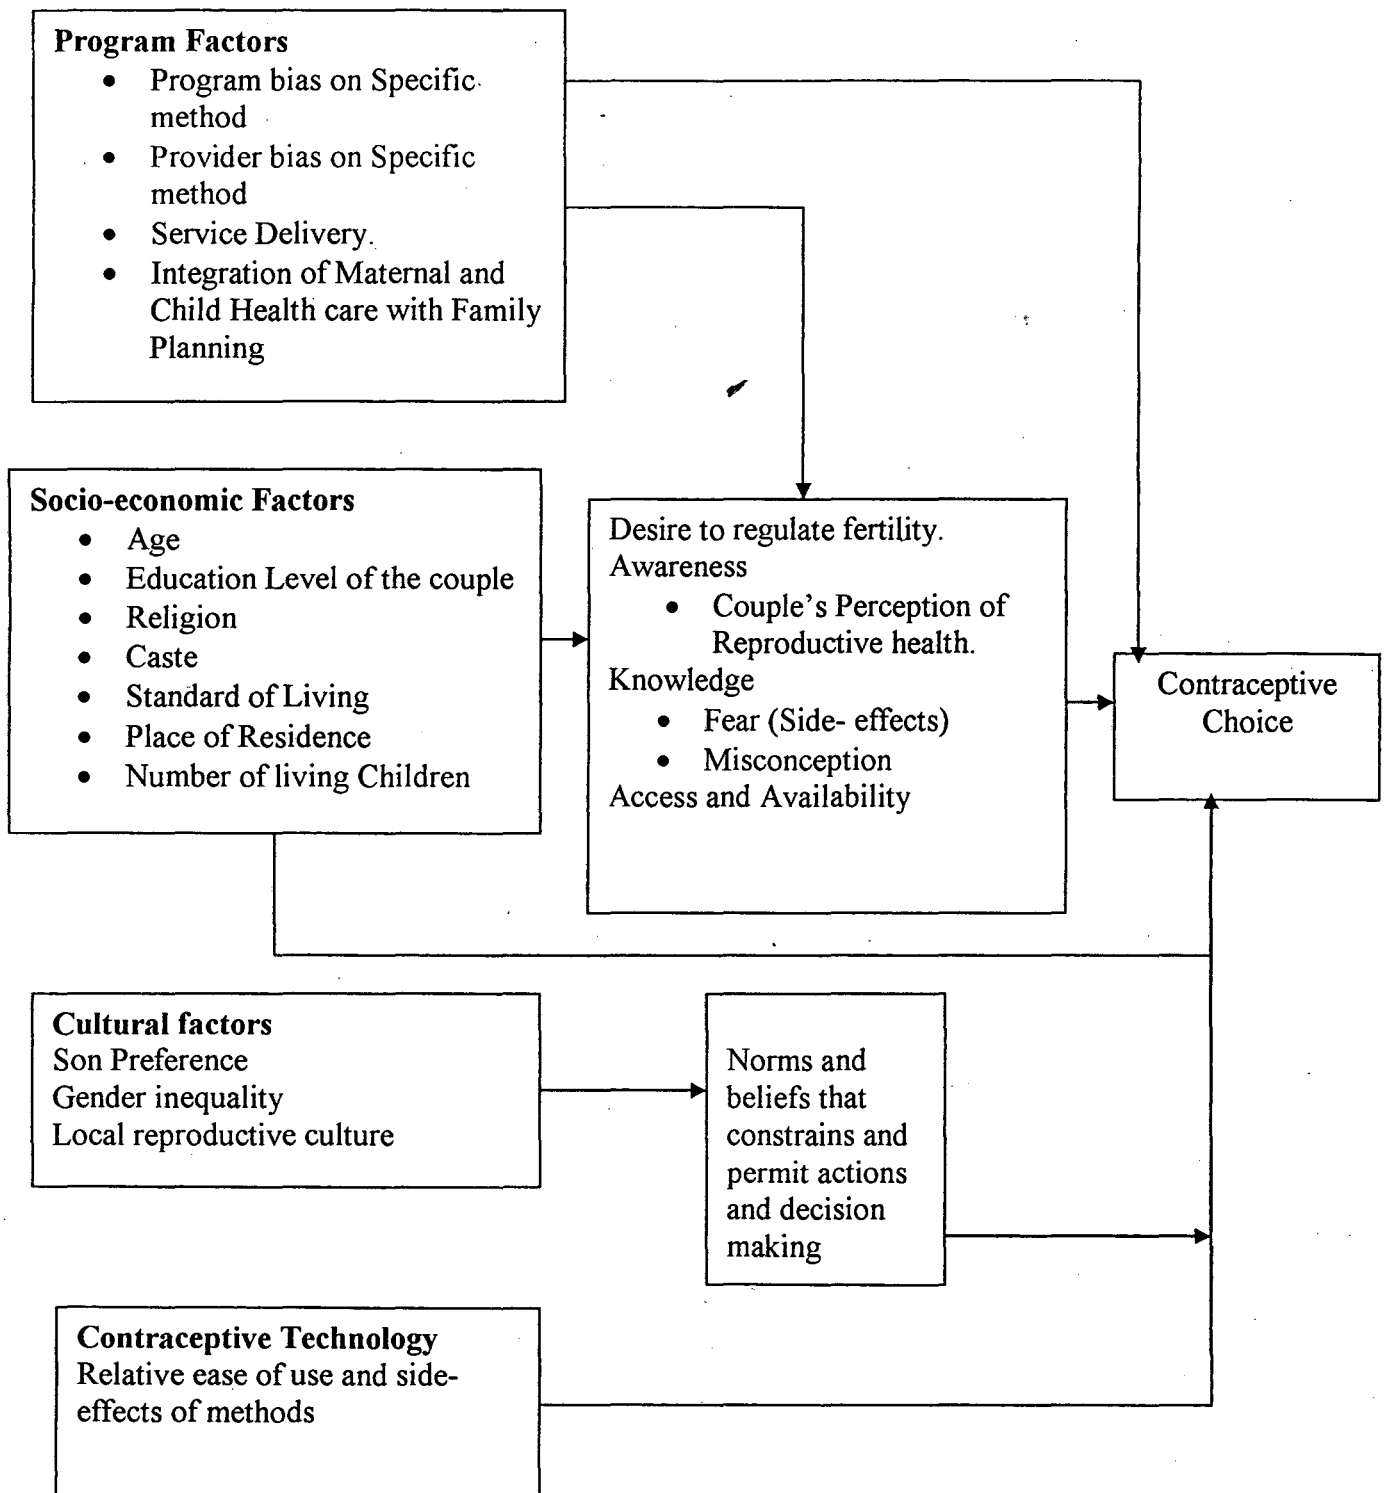 Program Factors
• Program bias on Specific
method
• Provider bias on Specific
method
• Service Delivery.
• Integration of Maternal and
Child Health care with Family
Planning
Socio-economic Factors
• Age
• Education Level of the couple
• Religion
• Caste
• Standard of Living
• Place of Residence
• Number of living Children
Desire to regulate fertility.
Awareness
• Couple's Perception of
Reproductive health.
Knowledge
• Fear (Side- effects)
• Misconception
Access and Availability
Contraceptive
Choice
Cultural factors
Son Preference
Gender inequality
Local reproductive culture
Norms and
beliefs that
constrains and
permit actions
and decision
making
Contraceptive Technology
Relative ease of use and side-
effects of methods